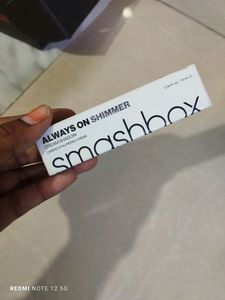 ALWAYS ON SHIMMER
CREAM SHADOW
smashbox
REDMI NOTE 12 5G